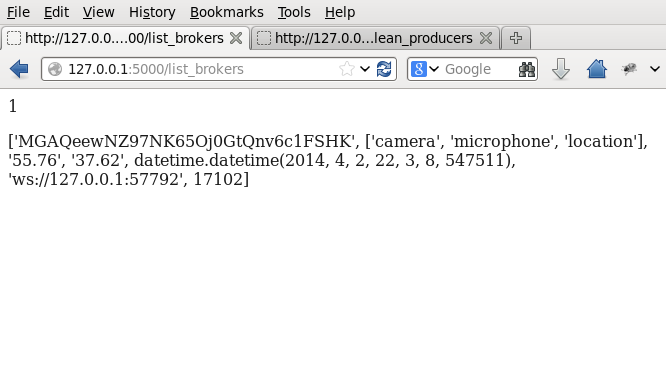 File Edit View History Bookmarks Tools Help
http://127.0.0....00/list_brokers http://127.0.0...lean_producers
127.0.0.1:5000/list_brokers Google
1
['MGAQeewNZ97NK65Oj0GtQnv6c1FSHK', ['camera', 'microphone', 'location'],
'55.76', '37.62', datetime.datetime(2014, 4, 2, 22, 3, 8, 547511),
'ws://127.0.0.1:57792', 17102]